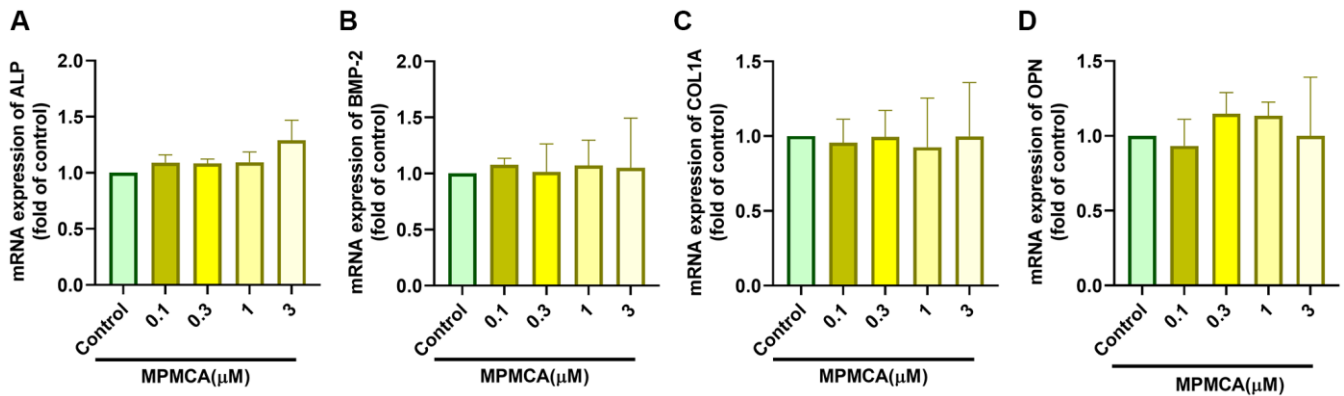 A
mRNA expression of ALP
(fold of control)
2.0
1.5
1.0
0.5
0.0
Control
0.1
0.3
1
3
MPMCA(μM)
B
mRNA expression of BMP-2
(fold of control)
2.0
1.5
1.0
0.5
0.0
Control
0.1
0.3
1
3
MPMCA(μM)
C
mRNA expression of COL1A
(fold of control)
1.5
1.0
0.5
0.0
Control
0.1
0.3
1
3
MPMCA(μM)
D
mRNA expression of OPN
(fold of control)
1.5
1.0
0.5
0.0
Control
0.1
0.3
1
3
MPMCA(μM)